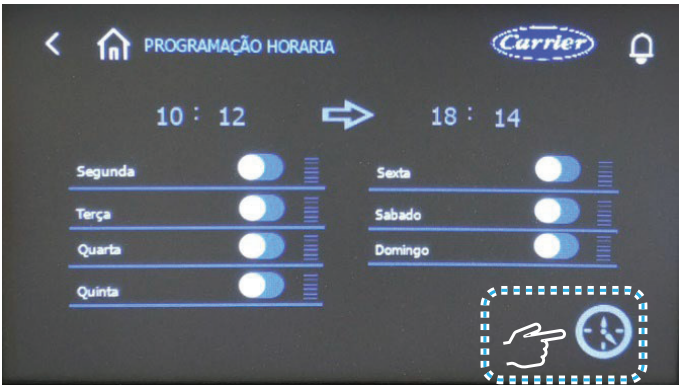 PROGRAMAÇÃO HORARIA
Carrier
10 : 12
18 : 14
Segunda
Sexta
Terça
Sabado
Quarta
Domingo
Quinta